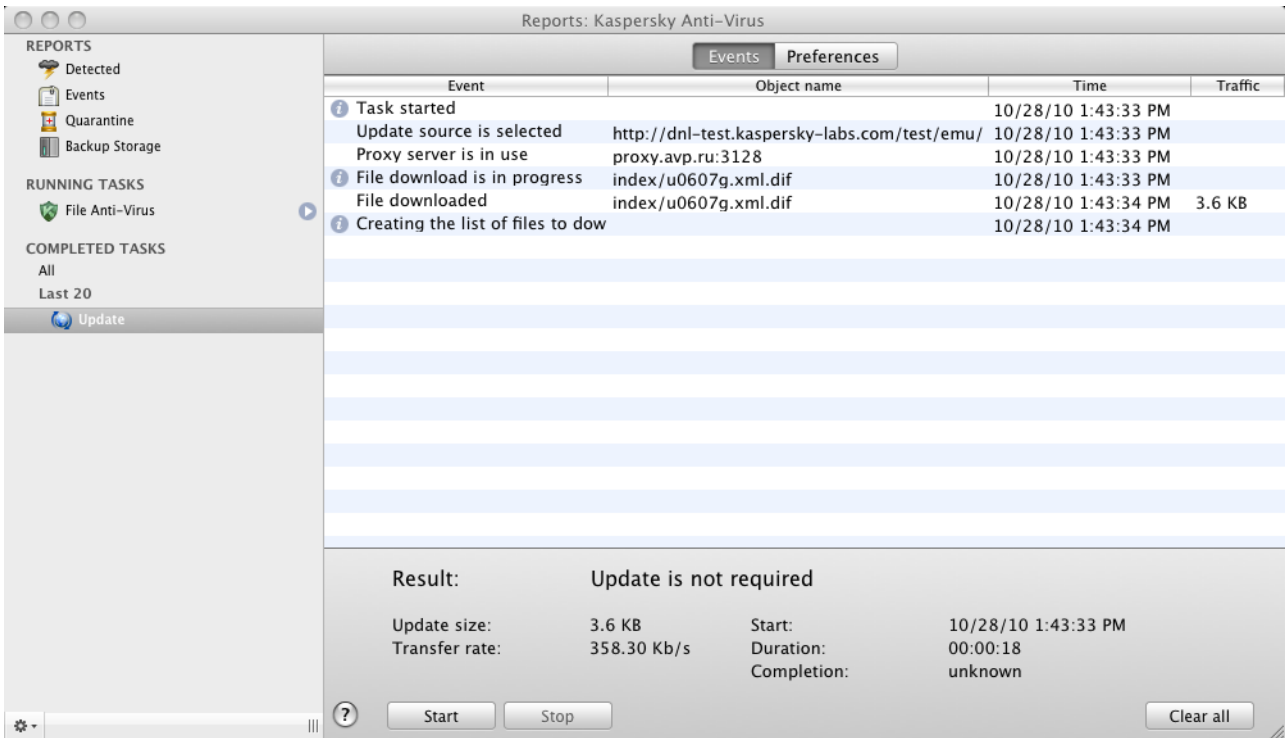 Reports: Kaspersky Anti-Virus
REPORTS
Detected
Events
Quarantine
Backup Storage
RUNNING TASKS
File Anti-Virus
COMPLETED TASKS
All
Last 20
Update
Events Preferences
Event Object name Time Traffic
Task started 10/28/10 1:43:33 PM
Update source is selected http://dnl-test.kaspersky-labs.com/test/emu/ 10/28/10 1:43:33 PM
Proxy server is in use proxy.avp.ru:3128 10/28/10 1:43:33 PM
File download is in progress index/u0607g.xml.dif 10/28/10 1:43:33 PM
File downloaded index/u0607g.xml.dif 10/28/10 1:43:34 PM 3.6 KB
Creating the list of files to dow 10/28/10 1:43:34 PM
Result: Update is not required
Update size: 3.6 KB Start: 10/28/10 1:43:33 PM
Transfer rate: 358.30 Kb/s Duration: 00:00:18
Completion: unknown
? Start Stop Clear all